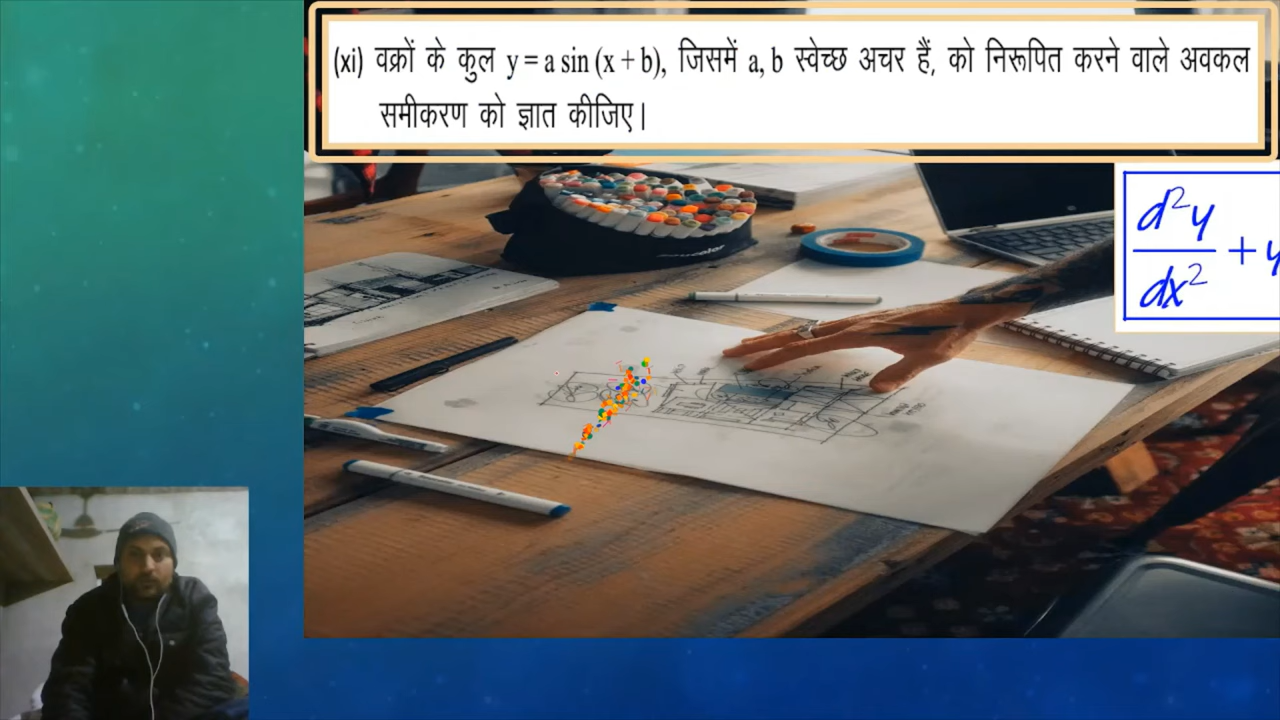 (xi) वक्रों के कुल y = a sin (x + b), जिसमें a, b स्वेच्छ अचर हैं, को निरूपित करने वाले अवकल
समीकरण को ज्ञात कीजिए।
d²y
/dx² + y